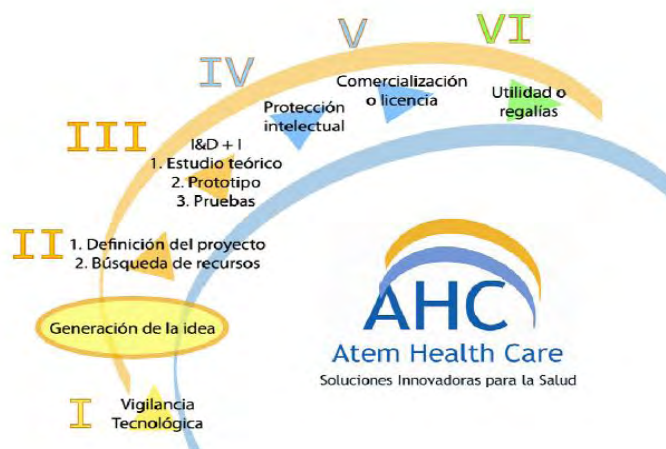 I
Vigilancia
Tecnológica
Generación de la idea
II
1. Definición del proyecto
2. Búsqueda de recursos
III
I&D + I
1. Estudio teórico
2. Prototipo
3. Pruebas
IV
Protección
intelectual
V
Comercialización
o licencia
VI
Utilidad o
regalías
AHC
Atem Health Care
Soluciones Innovadoras para la Salud